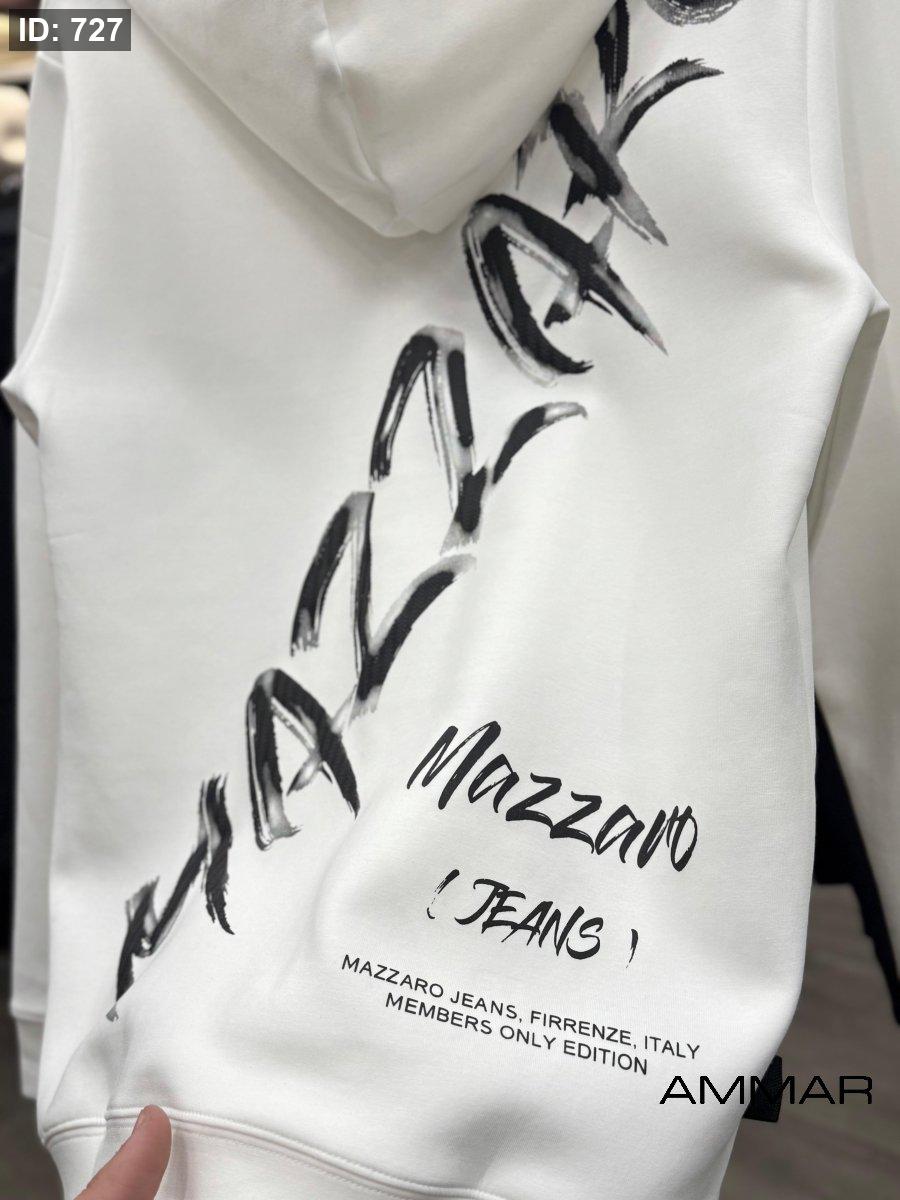 ID: 727
MAZZARO
Mazzaro
( JEANS )
MAZZARO JEANS, FIRRENZE, ITALY
MEMBERS ONLY EDITION
AMMAR